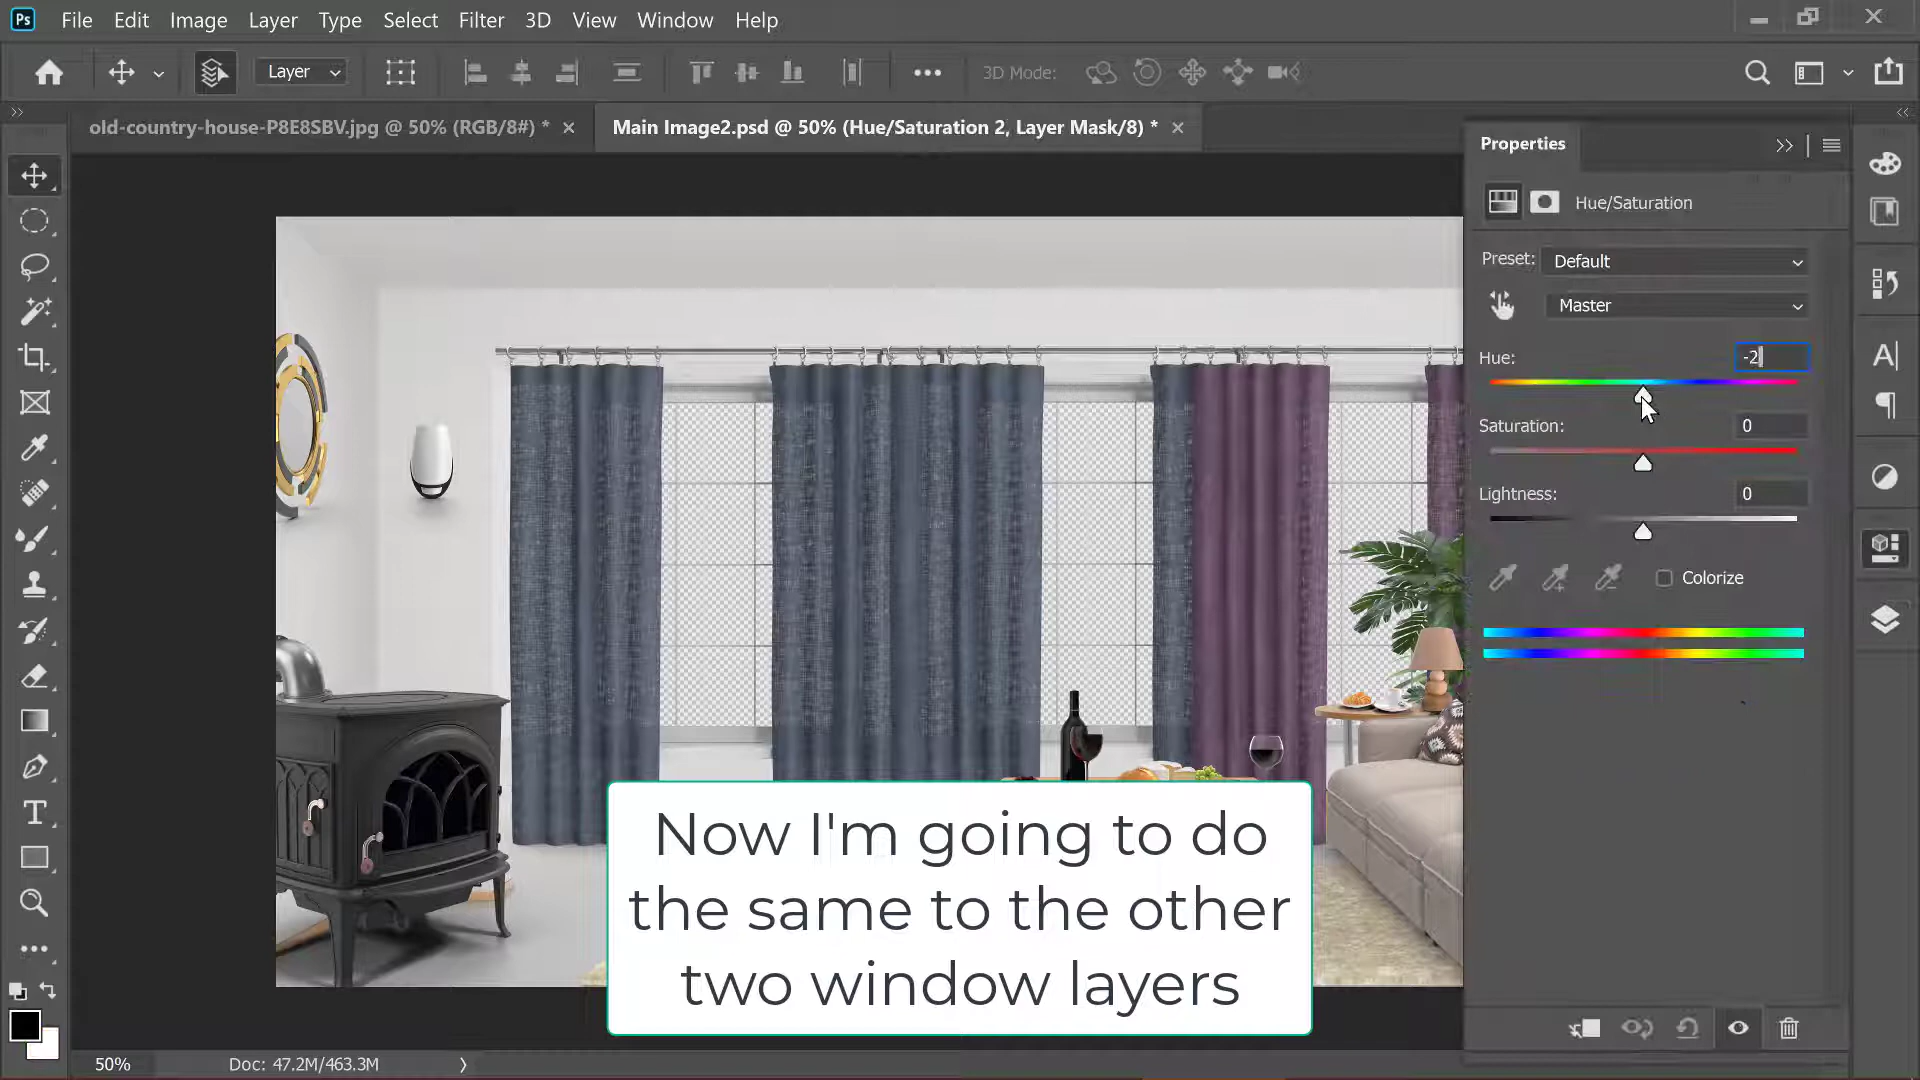 Ps File Edit Image Layer Type Select Filter 3D View Window Help
Layer 3D Mode:
old-country-house-P8E8SBV.jpg @ 50% (RGB/8#) * Main Image2.psd @ 50% (Hue/Saturation 2, Layer Mask/8) *
Properties
Hue/Saturation
Preset: Default
Master
Hue: -2
Saturation: 0
Lightness: 0
Colorize
Now I'm going to do
the same to the other
two window layers
50% Doc: 47.2M/463.3M